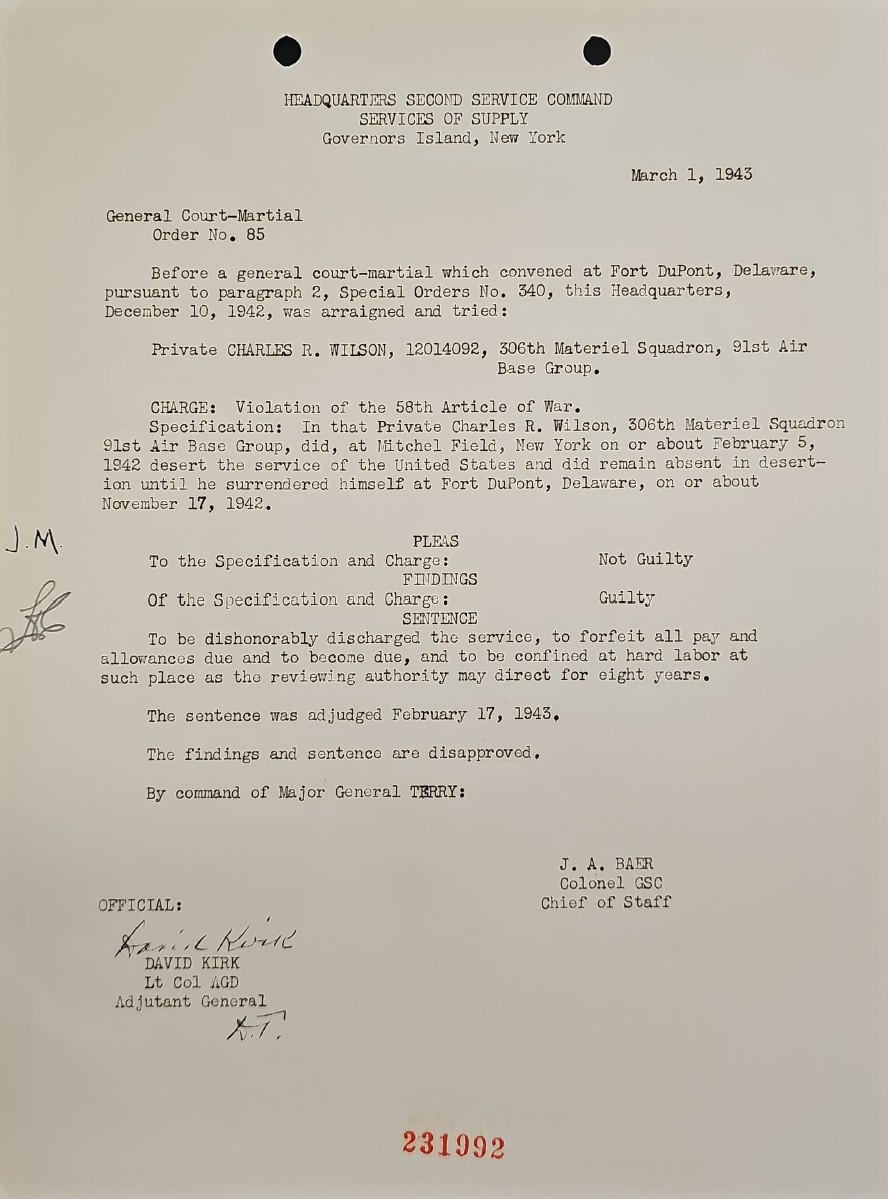 HEADQUARTERS SECOND SERVICE COMMAND
SERVICES OF SUPPLY
Governors Island, New York
March 1, 1943
General Court-Martial
Order No. 85
Before a general court-martial which convened at Fort DuPont, Delaware,
pursuant to paragraph 2, Special Orders No. 340, this Headquarters,
December 10, 1942, was arraigned and tried:
Private CHARLES R. WILSON, 12014092, 306th Materiel Squadron, 91st Air
Base Group.
CHARGE: Violation of the 58th Article of War.
Specification: In that Private Charles R. Wilson, 306th Materiel Squadron
91st Air Base Group, did, at Mitchel Field, New York on or about February 5,
1942 desert the service of the United States and did remain absent in desert-
ion until he surrendered himself at Fort DuPont, Delaware, on or about
November 17, 1942.
J.M.
PLEAS
To the Specification and Charge: Not Guilty
FINDINGS
Of the Specification and Charge: Guilty
SENTENCE
To be dishonorably discharged the service, to forfeit all pay and
allowances due and to become due, and to be confined at hard labor at
such place as the reviewing authority may direct for eight years.
The sentence was adjudged February 17, 1943.
The findings and sentence are disapproved.
By command of Major General TERRY:
J. A. BAER
Colonel GSC
Chief of Staff
OFFICIAL:
David Kirk
DAVID KIRK
Lt Col AGD
Adjutant General
231992